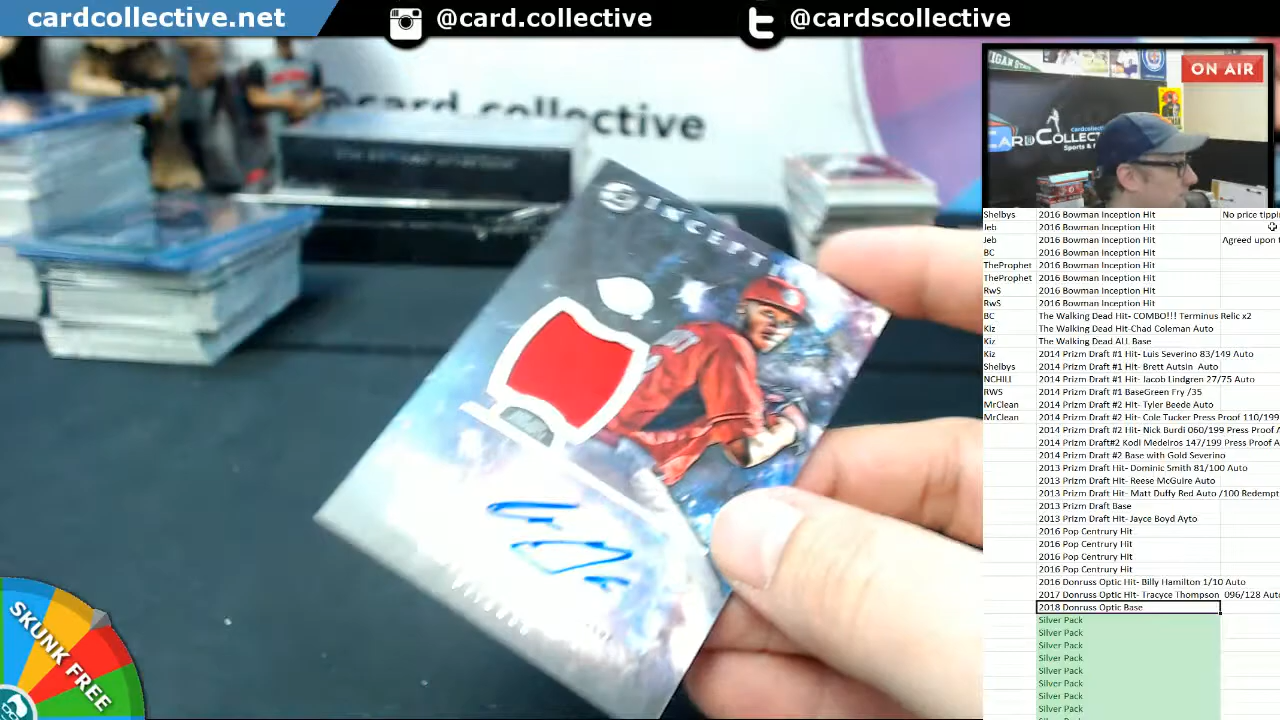 cardcollective.net
@card.collective
@cardscollective
@card.collective
ON AIR
CARDCOLLECTIVE
INCEPTI
SKUNK FREE
Shelbys 2016 Bowman Inception Hit No price tippi
Jeb 2016 Bowman Inception Hit
Jeb 2016 Bowman Inception Hit Agreed upon t
BC 2016 Bowman Inception Hit
TheProphet 2016 Bowman Inception Hit
TheProphet 2016 Bowman Inception Hit
RwS 2016 Bowman Inception Hit
RwS 2016 Bowman Inception Hit
BC The Walking Dead Hit- COMBO!!! Terminus Relic x2
Kiz The Walking Dead Hit-Chad Coleman Auto
Kiz The Walking Dead ALL Base
Kiz 2014 Prizm Draft #1 Hit- Luis Severino 83/149 Auto
Shelbys 2014 Prizm Draft #1 Hit- Brett Autsin Auto
NCHILL 2014 Prizm Draft #1 Hit- Jacob Lindgren 27/75 Auto
RWS 2014 Prizm Draft #1 BaseGreen Fry /35
MrClean 2014 Prizm Draft #2 Hit- Tyler Beede Auto
MrClean 2014 Prizm Draft #2 Hit- Cole Tucker Press Proof 110/199
2014 Prizm Draft #2 Hit- Nick Burdi 060/199 Press Proof A
2014 Prizm Draft#2 Kodi Medeiros 147/199 Press Proof A
2014 Prizm Draft #2 Base with Gold Severino
2013 Prizm Draft Hit- Dominic Smith 81/100 Auto
2013 Prizm Draft Hit- Reese McGuire Auto
2013 Prizm Draft Hit- Matt Duffy Red Auto /100 Redempt
2013 Prizm Draft Base
2013 Prizm Draft Hit- Jayce Boyd Ayto
2016 Pop Centrury Hit
2016 Pop Centrury Hit
2016 Pop Centrury Hit
2016 Pop Centrury Hit
2016 Donruss Optic Hit- Billy Hamilton 1/10 Auto
2017 Donruss Optic Hit- Tracyce Thompson 096/128 Auto
2018 Donruss Optic Base
Silver Pack
Silver Pack
Silver Pack
Silver Pack
Silver Pack
Silver Pack
Silver Pack
Silver Pack